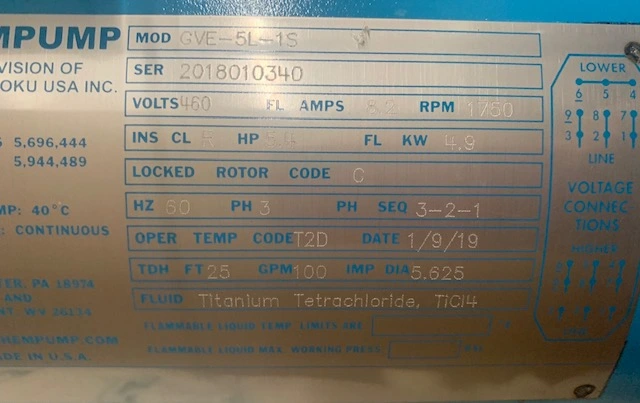 MPUMP
VISION OF
OKU USA INC.
5,696,444
5,944,489
MP: 40°C
: CONTINUOUS
TER, PA 18974
AND
NT, WV 26134
HEMPUMP.COM
DE IN U.S.A.
MOD GVE-5L-1S
SER 2018010340
VOLTS 460 FL AMPS RPM 1750
INS CL HP FL KW 4.9
LOCKED ROTOR CODE C
HZ 60 PH 3 PH SEQ 3-2-1
OPER TEMP CODE T2D DATE 1/9/19
TDH FT 25 GPM 100 IMP DIA 5.625
FLUID Titanium Tetrachloride, TiCl4
FLAMMABLE LIQUID TEMP LIMITS ARE
FLAMMABLE LIQUID MAX. WORKING PRESS
LOWER
6 5 4
9 8 7
3 2 1
LINE
VOLTAGE
CONNEC-
TIONS
HIGHER